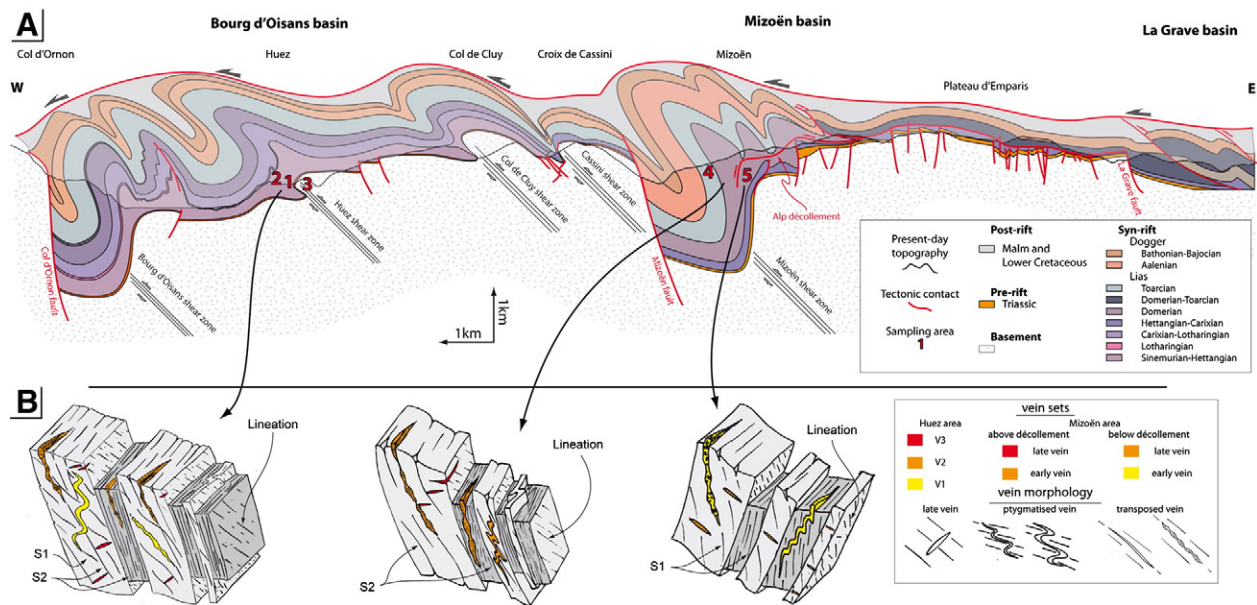 A
Bourg d'Oisans basin
Mizoën basin
La Grave basin
Col d'Ornon
Huez
Col de Cluy
Croix de Cassini
Mizoën
Plateau d'Emparis
W
E
2
1
3
4
5
Col d'Ornon fault
Bourg d'Oisans shear zone
Huez shear zone
Col de Cluy shear zone
Cassini shear zone
Mizoën fault
Alp décollement
Mizoën shear zone
La Grave fault
1km
1km
Present-day
topography
Tectonic contact
Sampling area
1
Post-rift
Malm and
Lower Cretaceous
Pre-rift
Triassic
Basement
Syn-rift
Dogger
Bathonian-Bajocian
Aalenian
Lias
Toarcian
Domerian-Toarcian
Domerian
Hettangian-Carixian
Carixian-Lotharingian
Lotharingian
Sinemurian-Hettangian
B
Lineation
S1
S2
Lineation
S2
Lineation
S1
vein sets
Huez area
Mizoën area
above décollement
below décollement
V3
late vein
late vein
V2
early vein
early vein
V1
vein morphology
late vein
ptygmatised vein
transposed vein